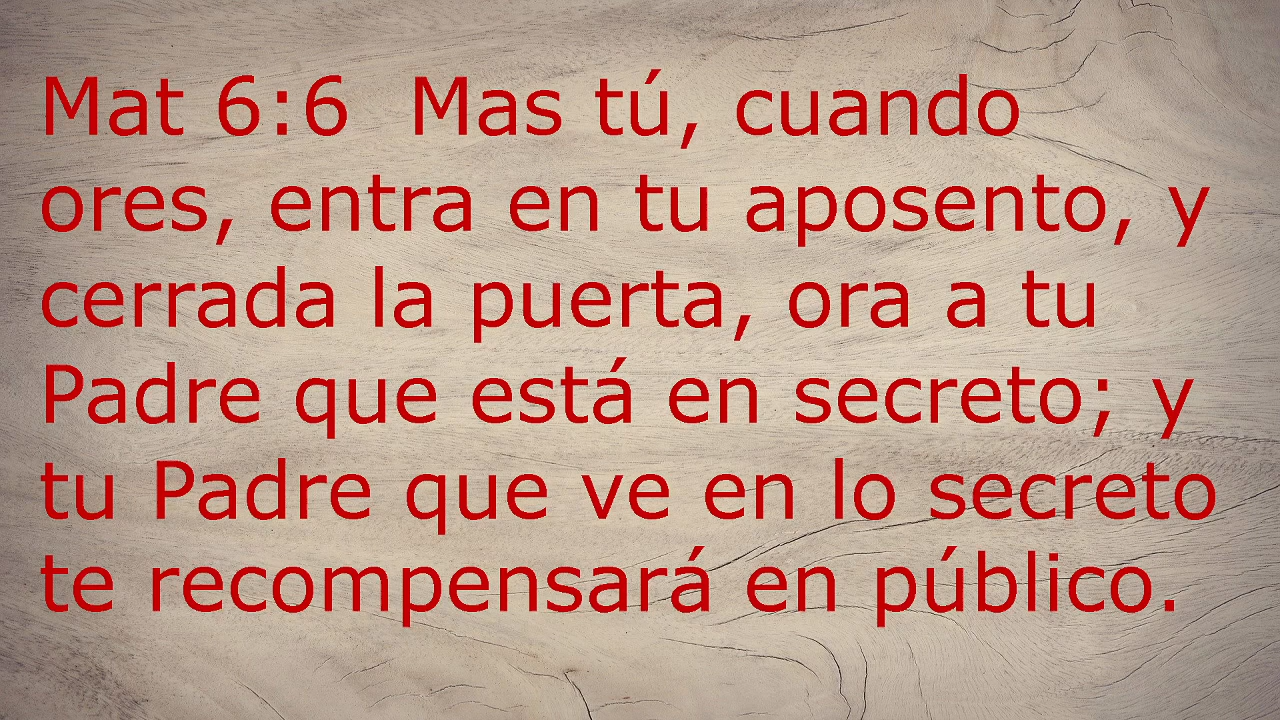 Mat 6:6  Mas tú, cuando
ores, entra en tu aposento, y
cerrada la puerta, ora a tu
Padre que está en secreto; y
tu Padre que ve en lo secreto
te recompensará en público.